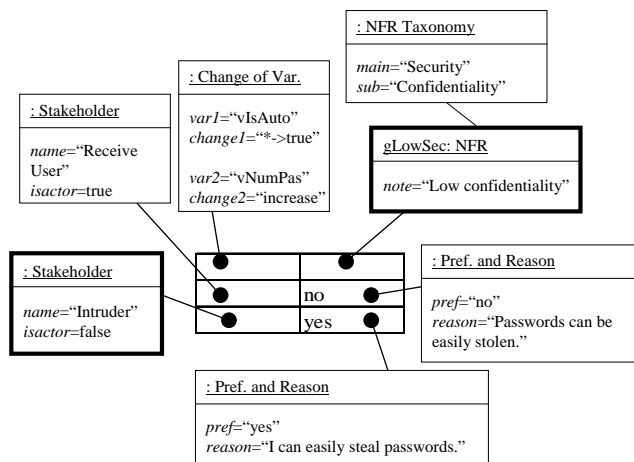 : NFR Taxonomy
main=“Security”
sub=“Confidentiality”
: Change of Var.
var1=“vIsAuto”
change1=“*->true”
var2=“vNumPas”
change2=“increase”
: Stakeholder
name=“Receive
User”
isactor=true
gLowSec: NFR
note=“Low confidentiality”
: Stakeholder
name=“Intruder”
isactor=false
no
yes
: Pref. and Reason
pref=“no”
reason=“Passwords can be
easily stolen.”
: Pref. and Reason
pref=“yes”
reason=“I can easily steal passwords.”